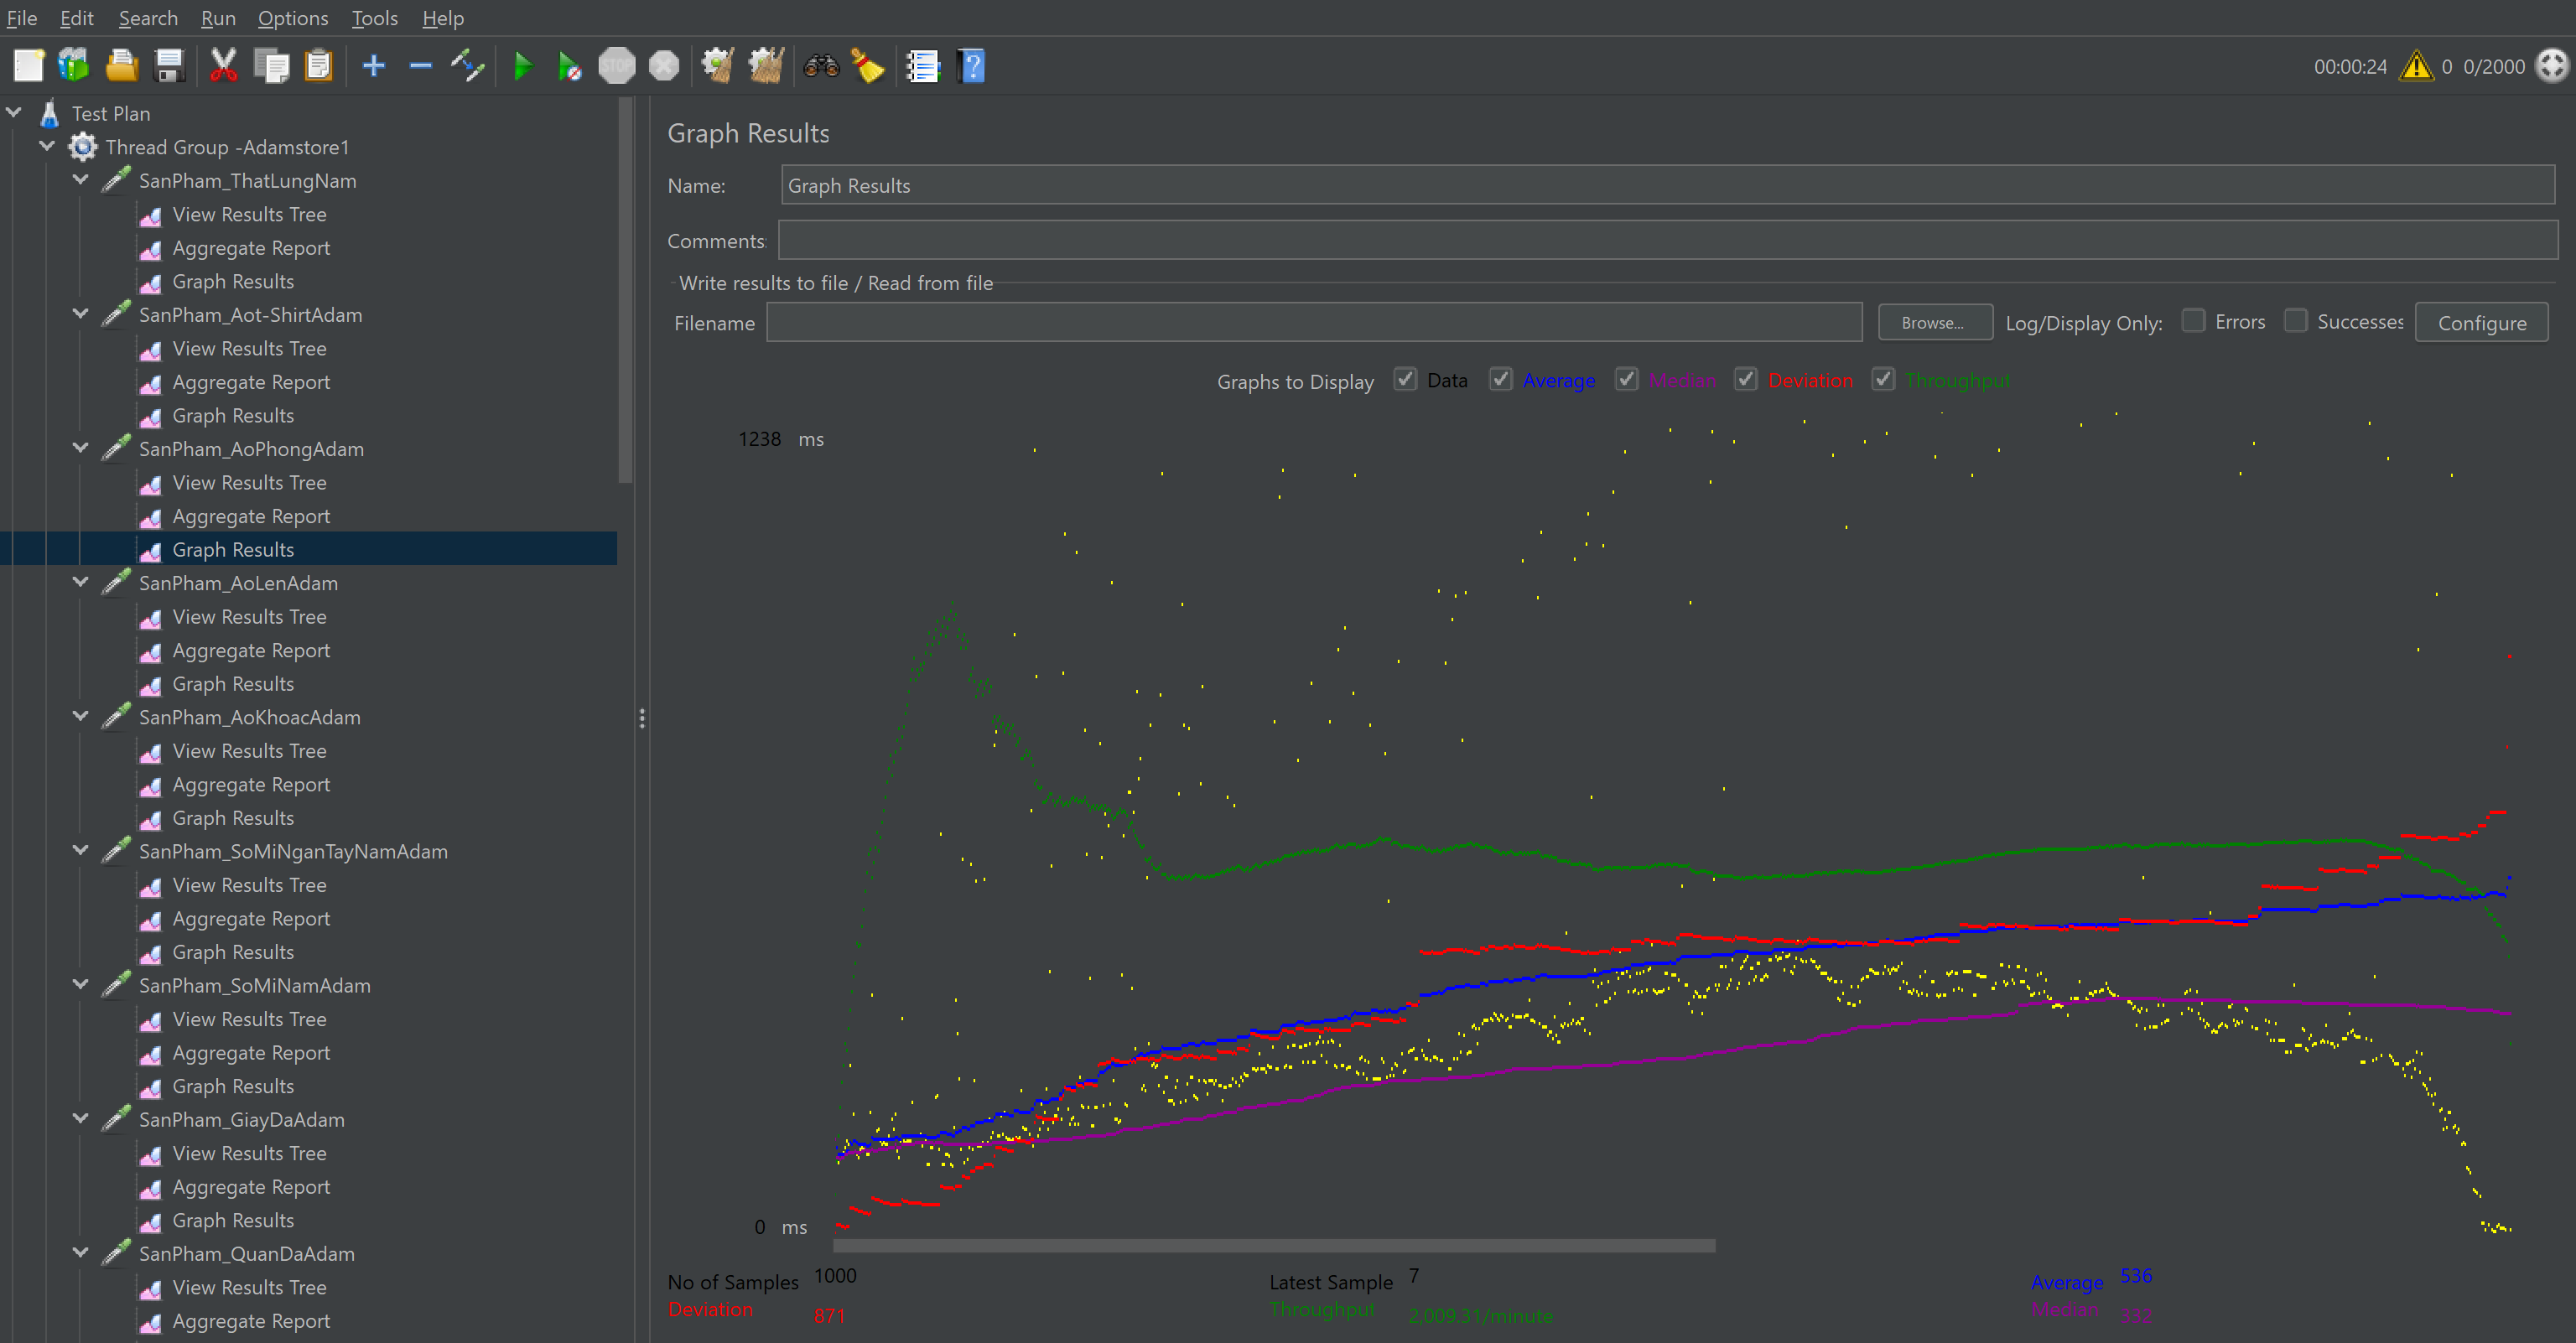 File Edit Search Run Options Tools Help
STOP
00:00:24 0 0/2000
Test Plan
Thread Group -Adamstore1
SanPham_ThatLungNam
View Results Tree
Aggregate Report
Graph Results
SanPham_Aot-ShirtAdam
View Results Tree
Aggregate Report
Graph Results
SanPham_AoPhongAdam
View Results Tree
Aggregate Report
Graph Results
SanPham_AoLenAdam
View Results Tree
Aggregate Report
Graph Results
SanPham_AoKhoacAdam
View Results Tree
Aggregate Report
Graph Results
SanPham_SoMiNganTayNamAdam
View Results Tree
Aggregate Report
Graph Results
SanPham_SoMiNamAdam
View Results Tree
Aggregate Report
Graph Results
SanPham_GiayDaAdam
View Results Tree
Aggregate Report
Graph Results
SanPham_QuanDaAdam
View Results Tree
Aggregate Report
Graph Results
Name: Graph Results
Comments:
Write results to file / Read from file
Filename Browse... Log/Display Only: Errors Successes Configure
Graphs to Display Data Average Median Deviation Throughput
1238 ms
0 ms
No of Samples 1000 Latest Sample 7 Average 536
Deviation 871 Throughput 2,009.31/minute Median 332